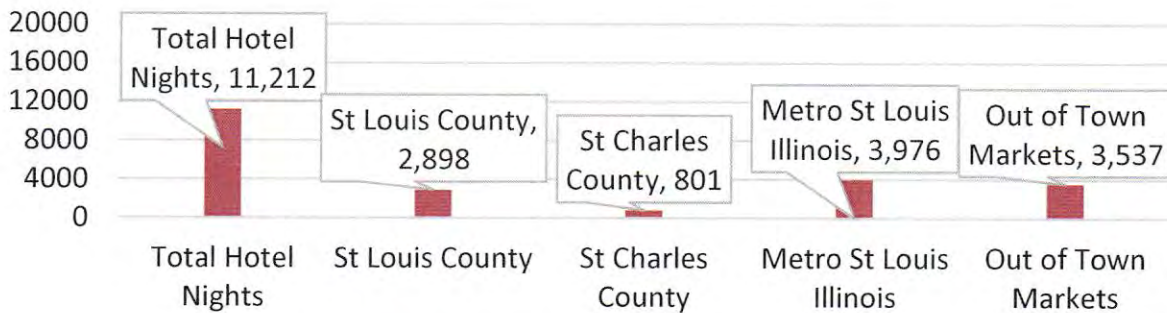 20000
16000
12000
8000
4000
0
Total Hotel
Nights, 11,212
St Louis County,
2,898
St Charles
County, 801
Metro St Louis
Illinois, 3,976
Out of Town
Markets, 3,537
Total Hotel
Nights
St Louis County
St Charles
County
Metro St Louis
Illinois
Out of Town
Markets